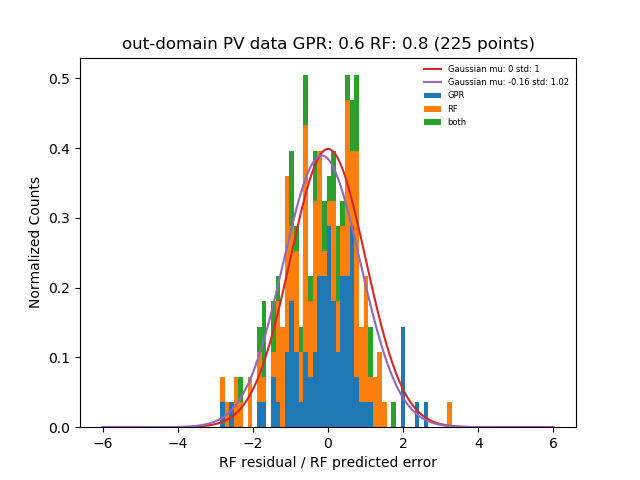 out-domain PV data GPR: 0.6 RF: 0.8 (225 points)
Gaussian mu: 0 std: 1
Gaussian mu: -0.16 std: 1.02
GPR
RF
both
Normalized Counts
0.5
0.4
0.3
0.2
0.1
0.0
−6 −4 −2 0 2 4 6
RF residual / RF predicted error